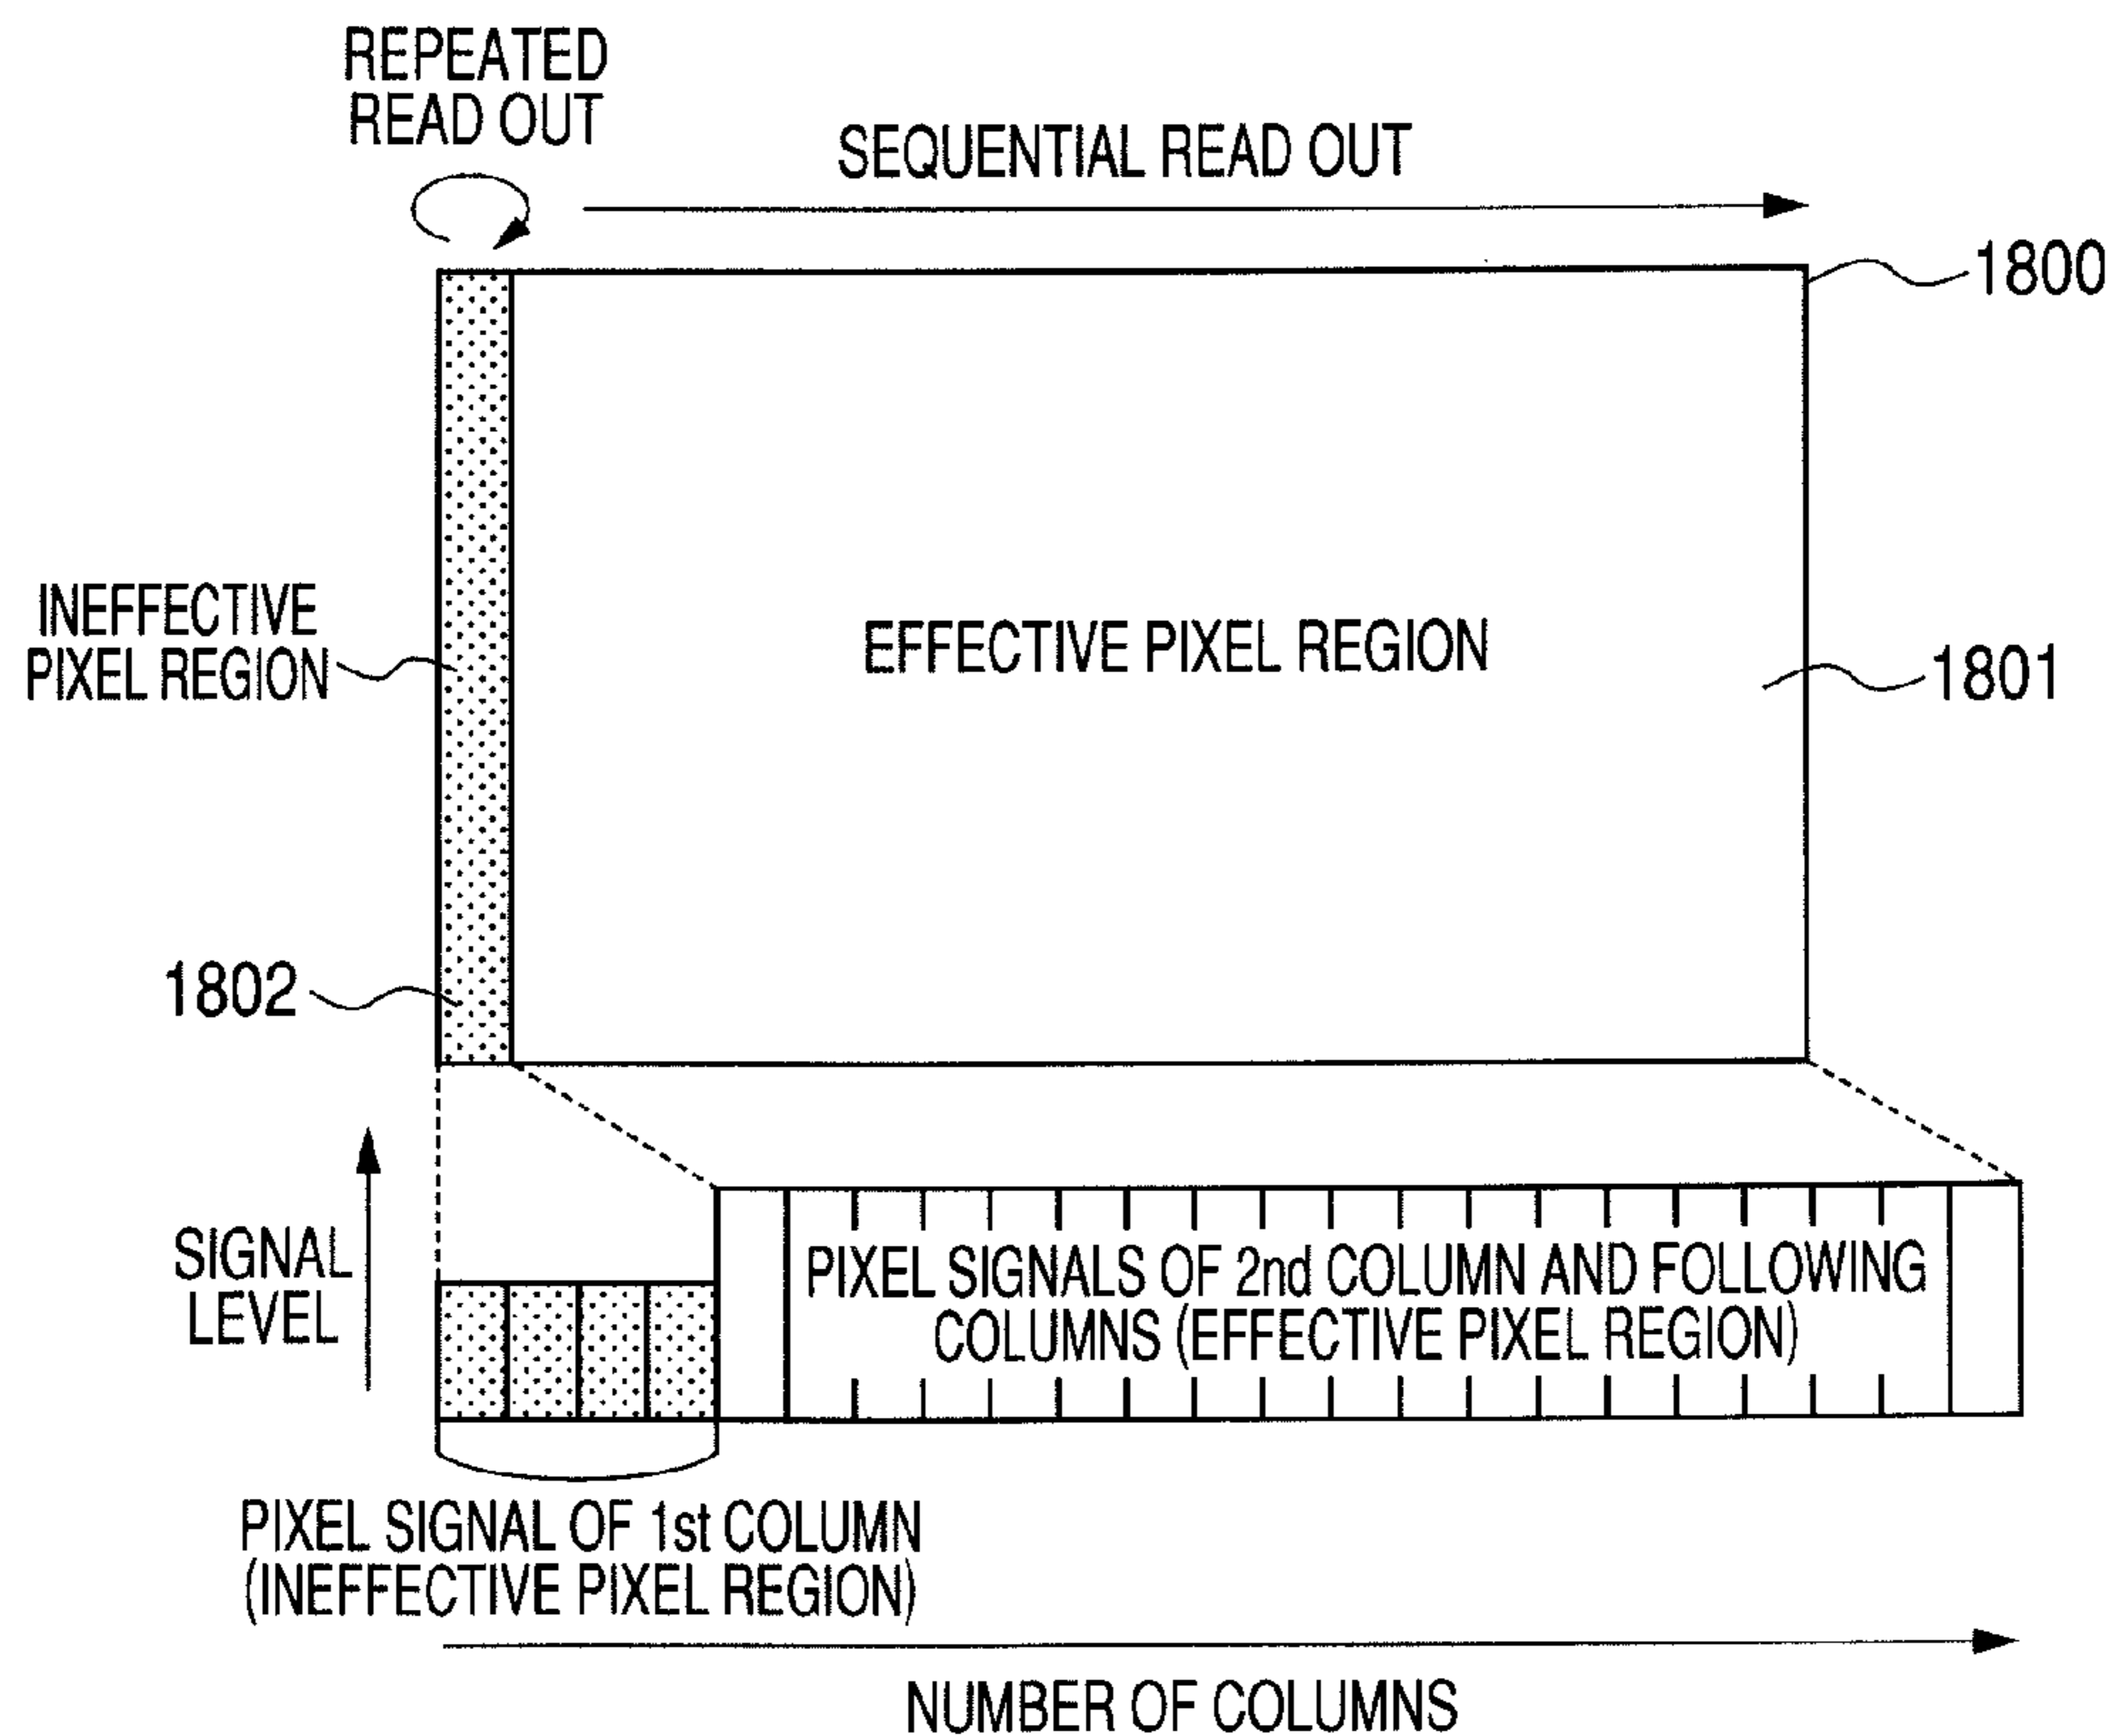 REPEATED
READ OUT
SEQUENTIAL READ OUT
1800
INEFFECTIVE
PIXEL REGION
EFFECTIVE PIXEL REGION
1801
1802
SIGNAL
LEVEL
PIXEL SIGNALS OF 2nd COLUMN AND FOLLOWING
COLUMNS (EFFECTIVE PIXEL REGION)
PIXEL SIGNAL OF 1st COLUMN
(INEFFECTIVE PIXEL REGION)
NUMBER OF COLUMNS